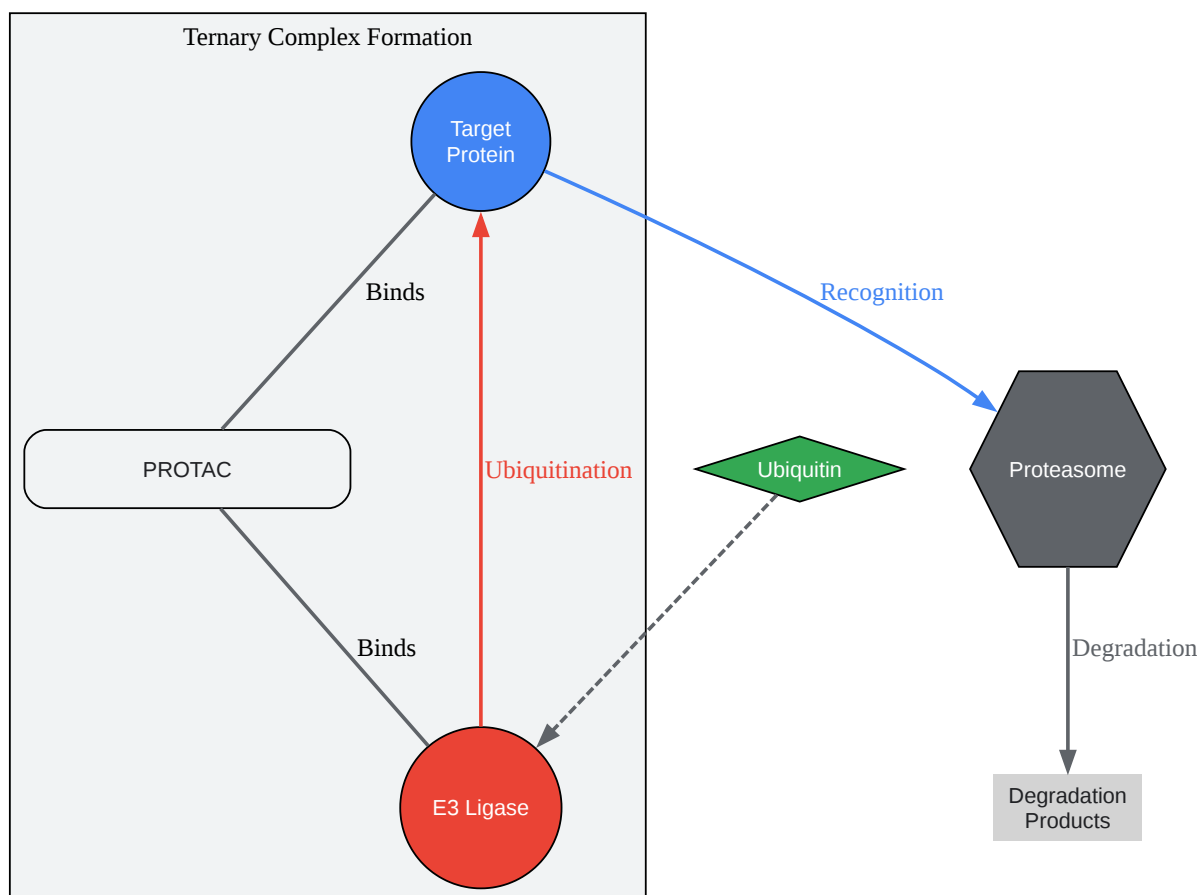 Ternary Complex Formation
Target
Protein
Binds
Recognition
PROTAC
Ubiquitination
Ubiquitin
Proteasome
Binds
Degradation
E3 Ligase
Degradation
Products